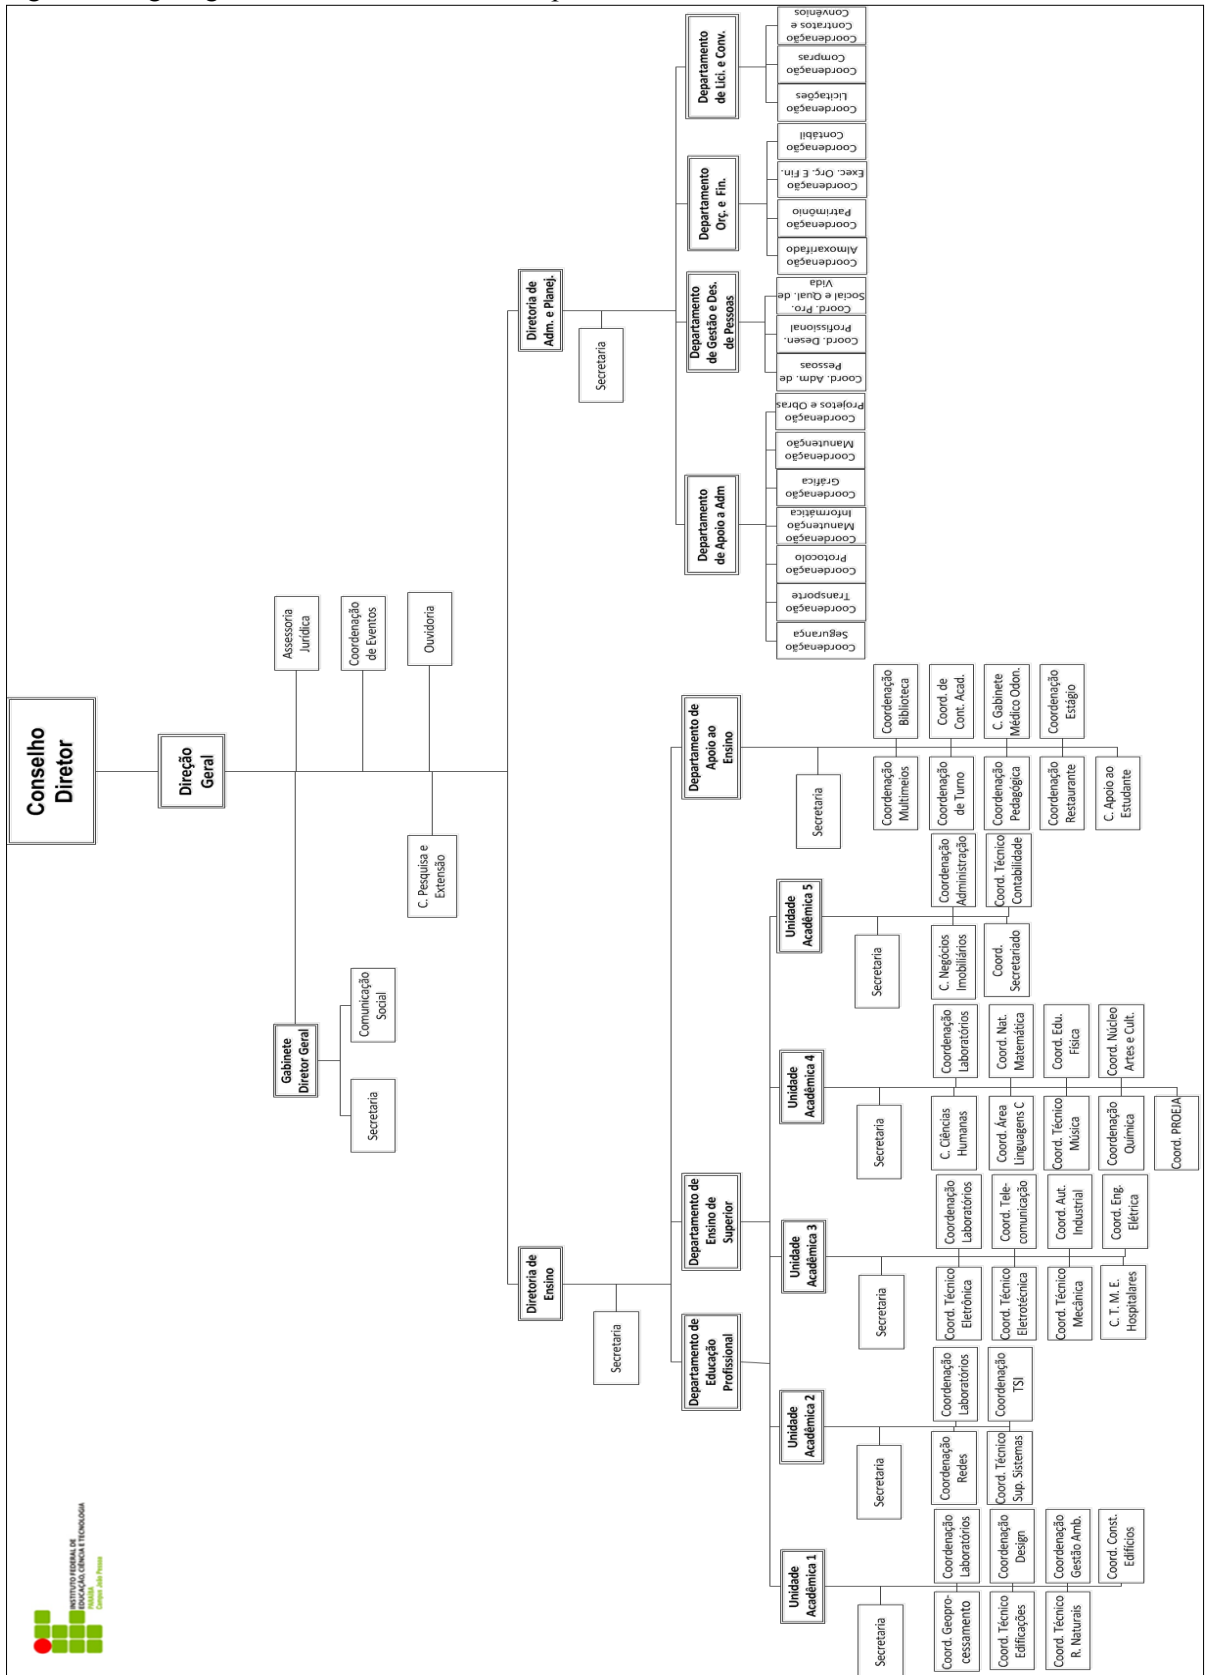 INSTITUTO FEDERAL DE
EDUCAÇÃO, CIÊNCIA E TECNOLOGIA
PARAÍBA
Campus João Pessoa
Conselho
Diretor
Direção
Geral
Gabinete
Diretor Geral
Assessoria
Jurídica
Secretaria
Comunicação
Social
Coordenação
de Eventos
C. Pesquisa e
Extensão
Ouvidoria
Diretoria de
Ensino
Diretoria de
Adm. e Planej.
Secretaria
Secretaria
Departamento de
Educação
Profissional
Departamento de
Ensino de
Superior
Departamento de
Apoio ao
Ensino
Departamento
de Apoio a Adm
Departamento
de Gestão e Des.
de Pessoas
Departamento
Orç. e Fin.
Departamento
de Lici. e Conv.
Unidade
Acadêmica 1
Unidade
Acadêmica 2
Unidade
Acadêmica 3
Unidade
Acadêmica 4
Unidade
Acadêmica 5
Secretaria
Secretaria
Secretaria
Secretaria
Secretaria
Secretaria
Coord. Geopro-
cessamento
Coordenação
Laboratórios
Coord. Técnico
Edificações
Coordenação
Design
Coord. Técnico
R. Naturais
Coordenação
Gestão Amb.
Coord. Const.
Edifícios
Coordenação
Redes
Coordenação
Laboratórios
Coord. Técnico
Sup. Sistemas
Coordenação
TSI
Coord. Técnico
Eletrônica
Coordenação
Laboratórios
Coord. Técnico
Eletrotécnica
Coord. Tele-
comunicação
Coord. Técnico
Mecânica
Coord. Aut.
Industrial
C. T. M. E.
Hospitalares
Coord. Eng.
Elétrica
C. Ciências
Humanas
Coordenação
Laboratórios
Coord. Área
Linguagens C
Coord. Nat.
Matemática
Coord. Técnico
Música
Coord. Edu.
Física
Coordenação
Química
Coord. Núcleo
Artes e Cult.
Coord. PROEJA
C. Negócios
Imobiliários
Coordenação
Administração
Coord.
Secretariado
Coord. Técnico
Contabilidade
Coordenação
Multimeios
Coordenação
Biblioteca
Coordenação
de Turno
Coord. de
Cont. Acad.
Coordenação
Pedagógica
C. Gabinete
Médico Odon.
Coordenação
Restaurante
Coordenação
Estágio
C. Apoio ao
Estudante
Coordenação
Segurança
Coordenação
Transporte
Coordenação
Protocolo
Coordenação
Manutenção
Informática
Coordenação
Gráfica
Coordenação
Manutenção
Coordenação
Projetos e Obras
Coord. Adm. de
Pessoas
Coord. Desen.
Profissional
Coord. Pro.
Social e Qual. de
Vida
Coordenação
Almoxarifado
Coordenação
Patrimônio
Coordenação
Exec. Orç. E Fin.
Coordenação
Contábil
Coordenação
Licitações
Coordenação
Compras
Coordenação
Contratos e
Convênios